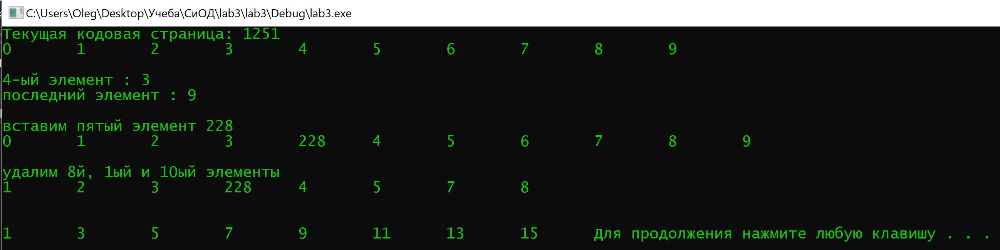 C:\Users\Oleg\Desktop\Учеба\СиОД\lab3\lab3\Debug\lab3.exe
Текущая кодовая страница: 1251
0 1 2 3 4 5 6 7 8 9
4-ый элемент : 3
последний элемент : 9
вставим пятый элемент 228
0 1 2 3 228 4 5 6 7 8 9
удалим 8й, 1ый и 10ый элементы
1 2 3 228 4 5 7 8
1 3 5 7 9 11 13 15 Для продолжения нажмите любую клавишу . . .